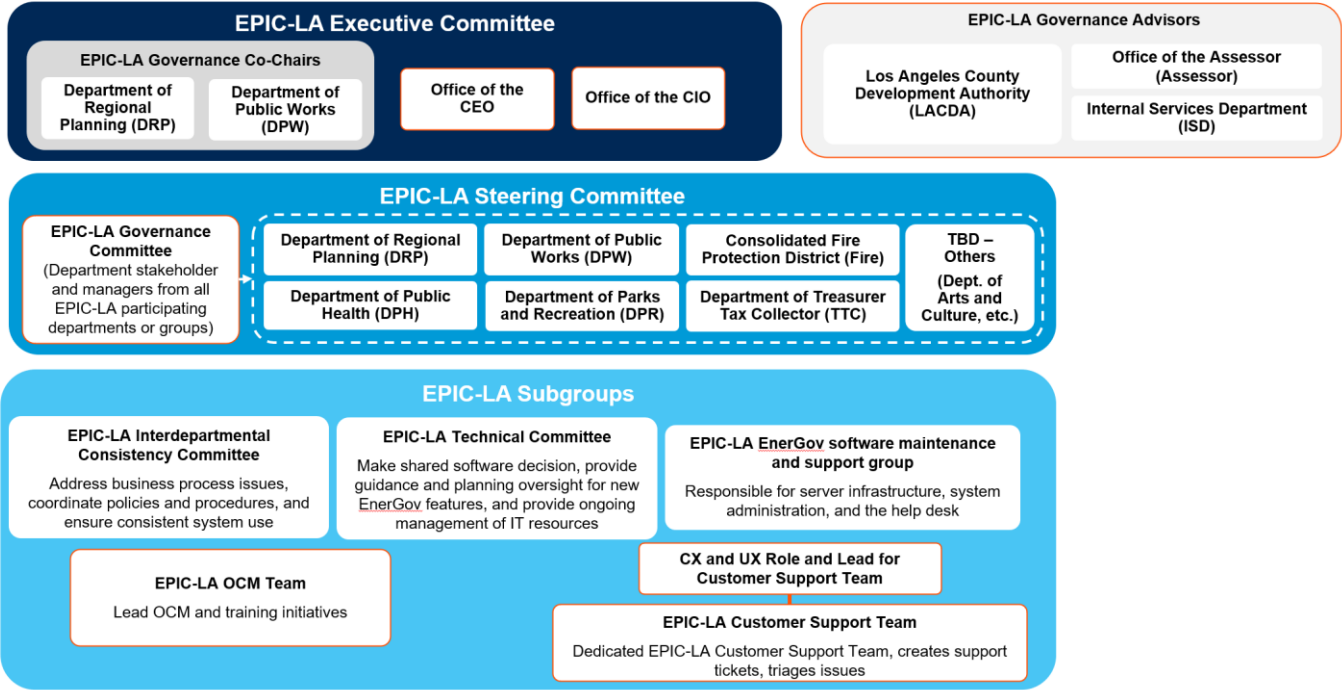 EPIC-LA Executive Committee
EPIC-LA Governance Co-Chairs
Department of
Regional
Planning (DRP)
Department of
Public Works
(DPW)
Office of the
CEO
Office of the CIO
EPIC-LA Governance Advisors
Los Angeles County
Development Authority
(LACDA)
Office of the Assessor
(Assessor)
Internal Services Department
(ISD)
EPIC-LA Steering Committee
EPIC-LA Governance
Committee
(Department stakeholder
and managers from all
EPIC-LA participating
departments or groups)
Department of Regional
Planning (DRP)
Department of Public
Works (DPW)
Consolidated Fire
Protection District (Fire)
Department of Public
Health (DPH)
Department of Parks
and Recreation (DPR)
Department of Treasurer
Tax Collector (TTC)
TBD –
Others
(Dept. of
Arts and
Culture, etc.)
EPIC-LA Subgroups
EPIC-LA Interdepartmental
Consistency Committee
Address business process issues,
coordinate policies and procedures, and
ensure consistent system use
EPIC-LA Technical Committee
Make shared software decision, provide
guidance and planning oversight for new
EnerGov features, and provide ongoing
management of IT resources
EPIC-LA EnerGov software maintenance
and support group
Responsible for server infrastructure, system
administration, and the help desk
EPIC-LA OCM Team
Lead OCM and training initiatives
CX and UX Role and Lead for
Customer Support Team
EPIC-LA Customer Support Team
Dedicated EPIC-LA Customer Support Team, creates support
tickets, triages issues